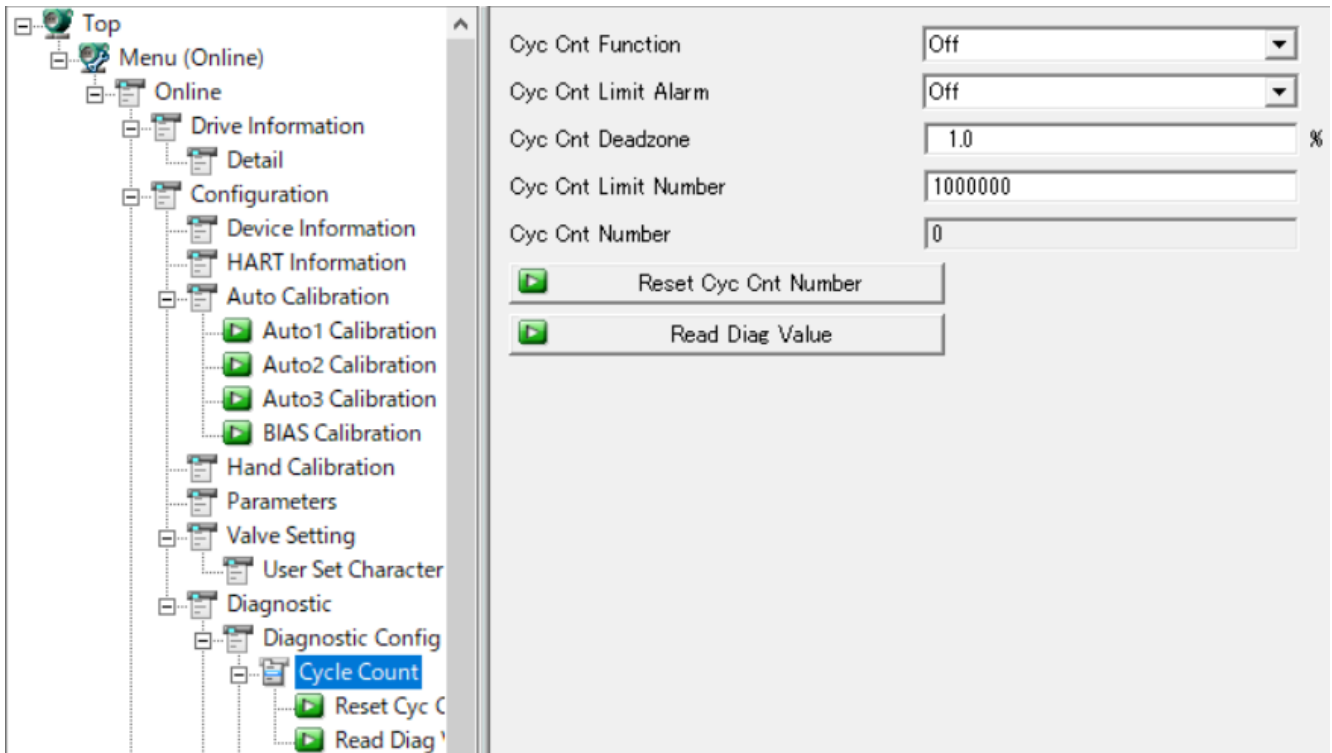 Top
Menu (Online)
Online
Drive Information
Detail
Configuration
Device Information
HART Information
Auto Calibration
Auto1 Calibration
Auto2 Calibration
Auto3 Calibration
BIAS Calibration
Hand Calibration
Parameters
Valve Setting
User Set Character
Diagnostic
Diagnostic Config
Cycle Count
Reset Cyc C
Read Diag
Cyc Cnt Function Off
Cyc Cnt Limit Alarm Off
Cyc Cnt Deadzone 1.0 %
Cyc Cnt Limit Number 1000000
Cyc Cnt Number 0
Reset Cyc Cnt Number
Read Diag Value